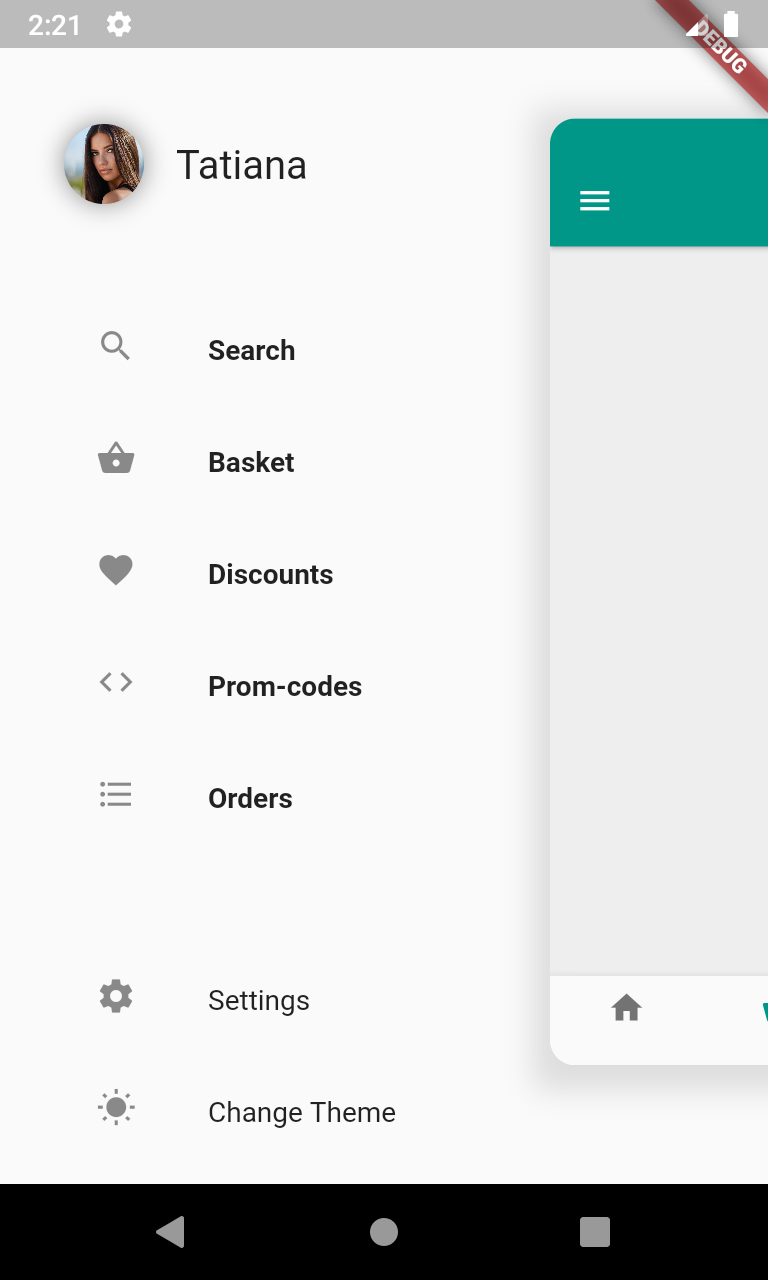 2:21
DEBUG
Tatiana
Search
Basket
Discounts
Prom-codes
Orders
Settings
Change Theme